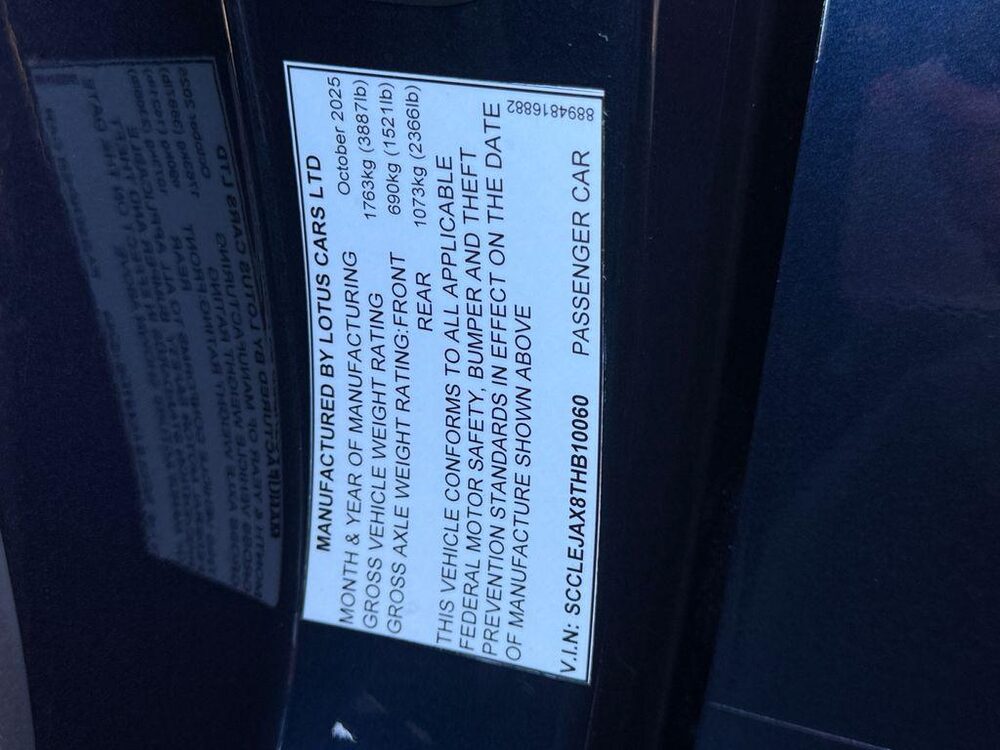 MANUFACTURED BY LOTUS CARS LTD
MONTH & YEAR OF MANUFACTURING October 2025
GROSS VEHICLE WEIGHT RATING 1763kg (3887lb)
GROSS AXLE WEIGHT RATING:FRONT 690kg (1521lb)
REAR 1073kg (2366lb)
THIS VEHICLE CONFORMS TO ALL APPLICABLE
FEDERAL MOTOR SAFETY, BUMPER AND THEFT
PREVENTION STANDARDS IN EFFECT ON THE DATE
OF MANUFACTURE SHOWN ABOVE
V.I.N: SCCLEJAX8THB10060 PASSENGER CAR
8894816882